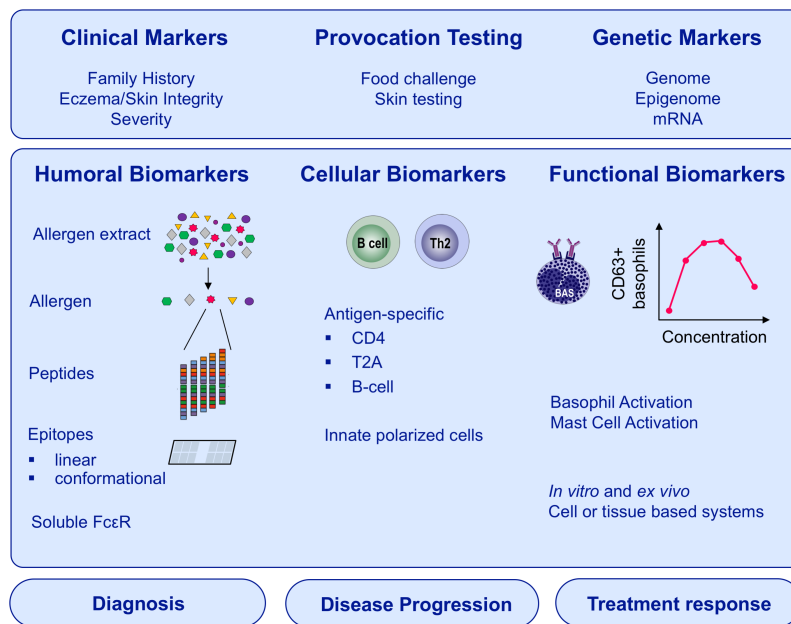 Clinical Markers
Family History
Eczema/Skin Integrity
Severity
Provocation Testing
Food challenge
Skin testing
Genetic Markers
Genome
Epigenome
mRNA
Humoral Biomarkers
Allergen extract
Allergen
Peptides
Epitopes
▪ linear
▪ conformational
Soluble FcεR
Cellular Biomarkers
B cell
Th2
Antigen-specific
▪ CD4
▪ T2A
▪ B-cell
Innate polarized cells
Functional Biomarkers
BAS
CD63+
basophils
Concentration
Basophil Activation
Mast Cell Activation
In vitro and ex vivo
Cell or tissue based systems
Diagnosis
Disease Progression
Treatment response